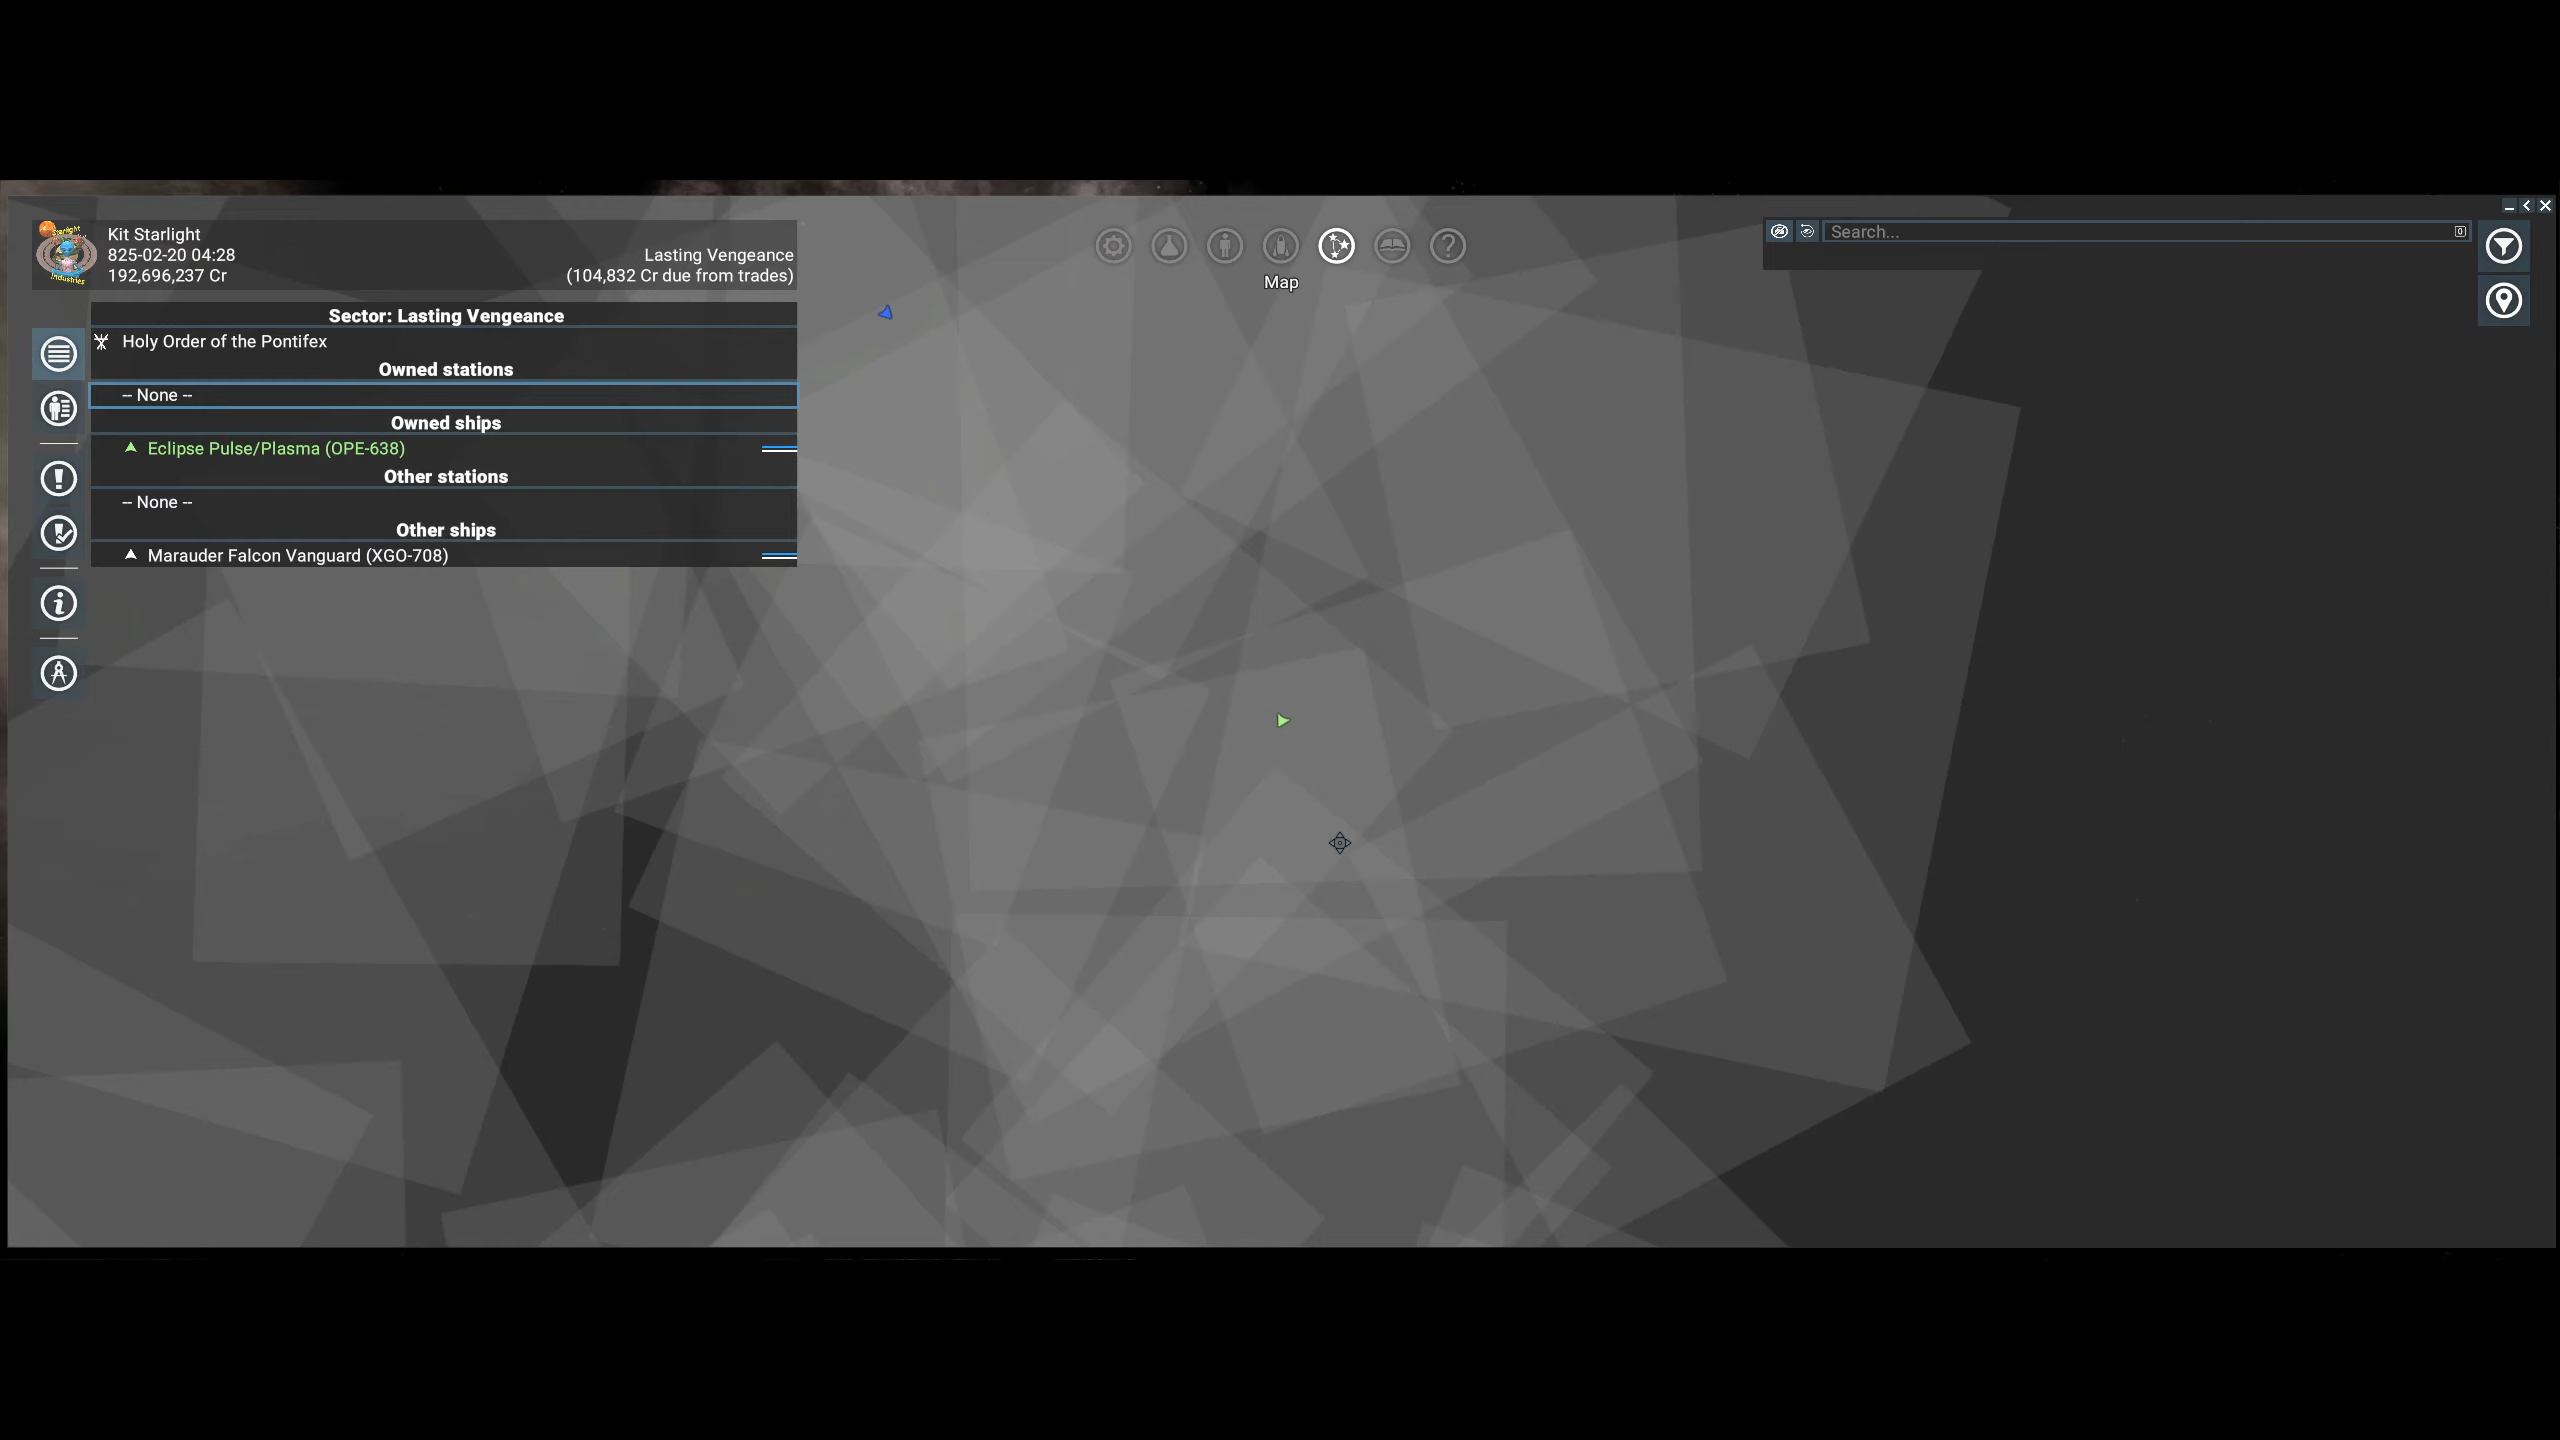 Kit Starlight
825-02-20 04:28
Lasting Vengeance
192,696,237 Cr
(104,832 Cr due from trades)
Map
Search...
Sector: Lasting Vengeance
Holy Order of the Pontifex
Owned stations
-- None --
Owned ships
Eclipse Pulse/Plasma (OPE-638)
Other stations
-- None --
Other ships
Marauder Falcon Vanguard (XGO-708)
Starlight
Industries